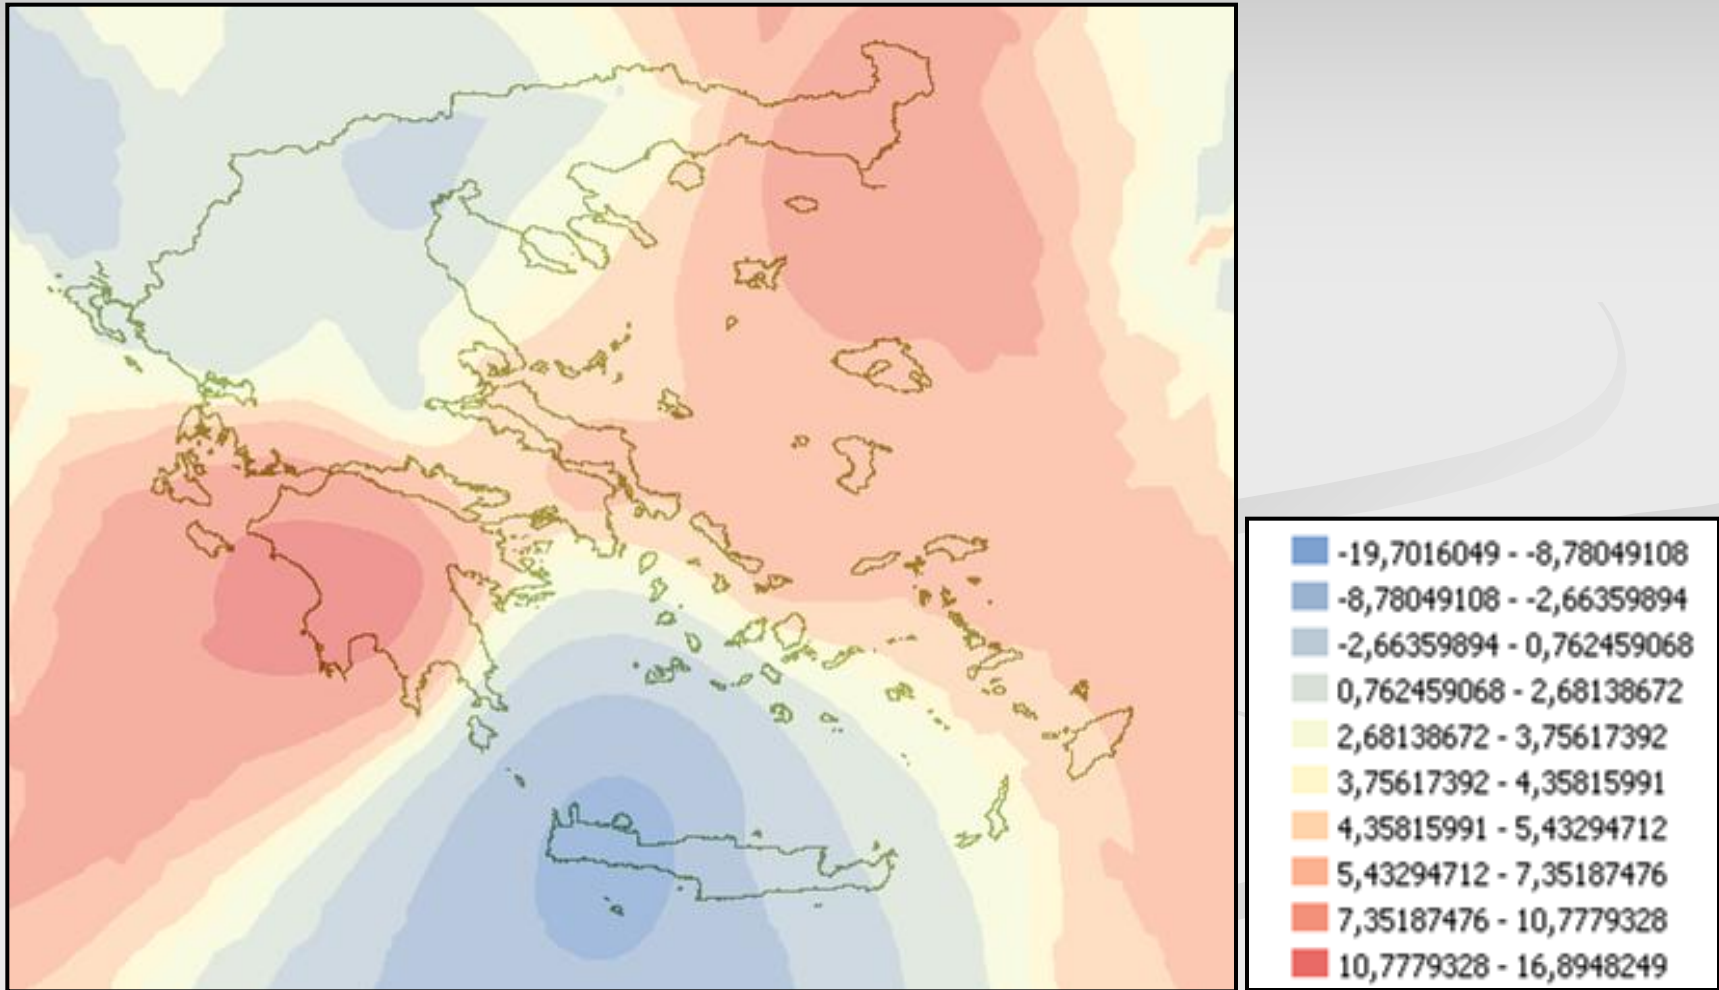 -19,7016049 - -8,78049108
-8,78049108 - -2,66359894
-2,66359894 - 0,762459068
0,762459068 - 2,68138672
2,68138672 - 3,75617392
3,75617392 - 4,35815991
4,35815991 - 5,43294712
5,43294712 - 7,35187476
7,35187476 - 10,7779328
10,7779328 - 16,8948249